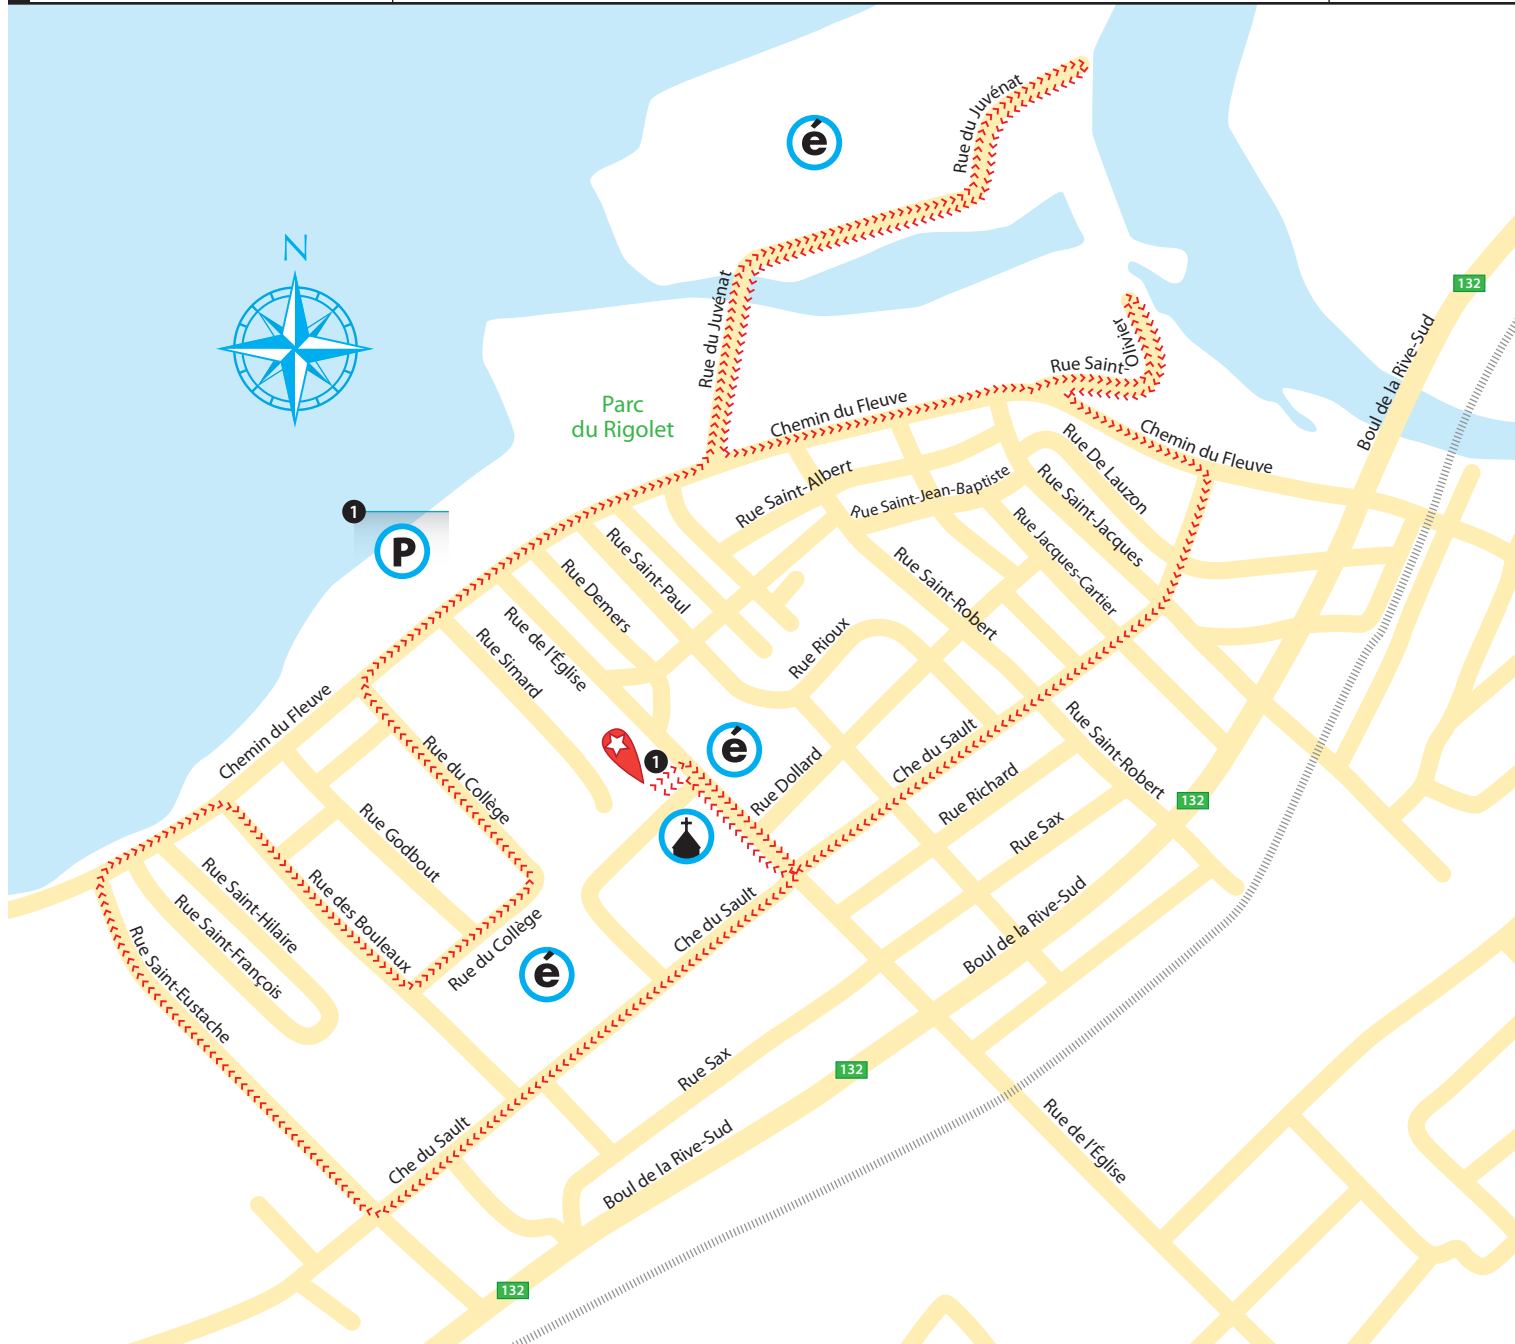 Rue du Juvénat
é
N
132
Rue du Juvénat
Olivier
Boul de la Rive-Sud
Rue Saint-
Parc
du Rigolet
Chemin du Fleuve
Chemin du Fleuve
Rue De Lauzon
Rue Saint-Albert
Rue Saint-Jean-Baptiste
Rue Saint-Jacques
1
P
Rue Jacques-Cartier
Rue Saint-Paul
Rue Demers
Rue Saint-Robert
Rue de l'Église
Rue Simard
Rue Rioux
Chemin du Fleuve
Rue du Collège
1
é
Rue Dollard
Che du Sault
Rue Saint-Robert
132
Rue Richard
Rue Sax
Rue Godbout
Rue Saint-Hilaire
Rue des Bouleaux
Rue Saint-François
Rue Saint-Eustache
Rue du Collège
é
Che du Sault
Boul de la Rive-Sud
Rue Sax
132
Che du Sault
Boul de la Rive-Sud
Rue de l'Église
132